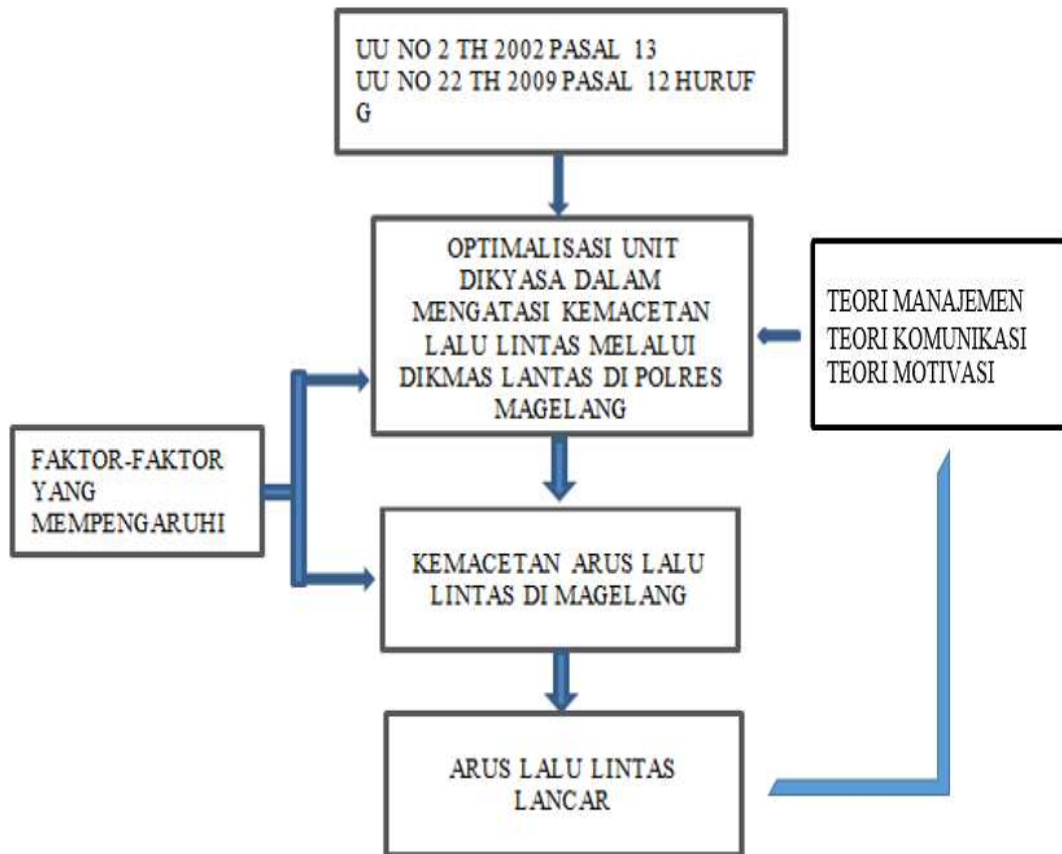 UU NO 2 TH 2002 PASAL 13
UU NO 22 TH 2009 PASAL 12 HURUF
G
OPTIMALISASI UNIT
DIKYASA DALAM
MENGATASI KEMACETAN
LALU LINTAS MELALUI
DIKMAS LANTAS DI POLRES
MAGELANG
TEORI MANAJEMEN
TEORI KOMUNIKASI
TEORI MOTIVASI
FAKTOR-FAKTOR
YANG
MEMPENGARUHI
KEMACETAN ARUS LALU
LINTAS DI MAGELANG
ARUS LALU LINTAS
LANCAR